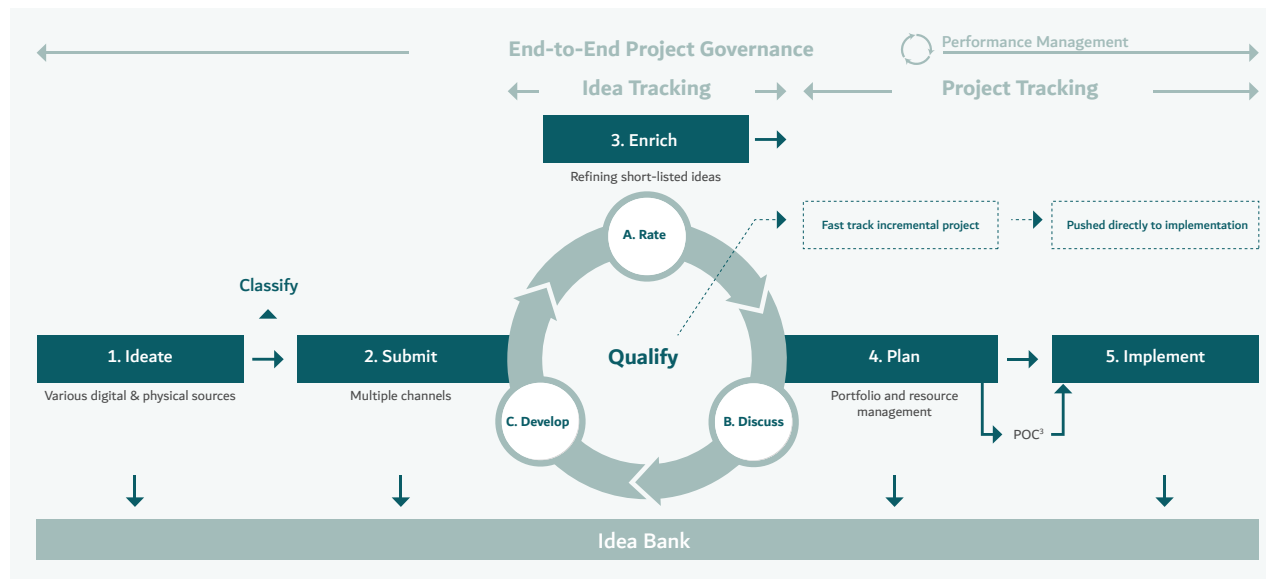 End-to-End Project Governance
Performance Management
Idea Tracking
Project Tracking
3. Enrich
Refining short-listed ideas
A. Rate
Fast track incremental project
Pushed directly to implementation
Classify
1. Ideate
Various digital & physical sources
2. Submit
Multiple channels
Qualify
4. Plan
Portfolio and resource
management
5. Implement
C. Develop
B. Discuss
POC³
Idea Bank